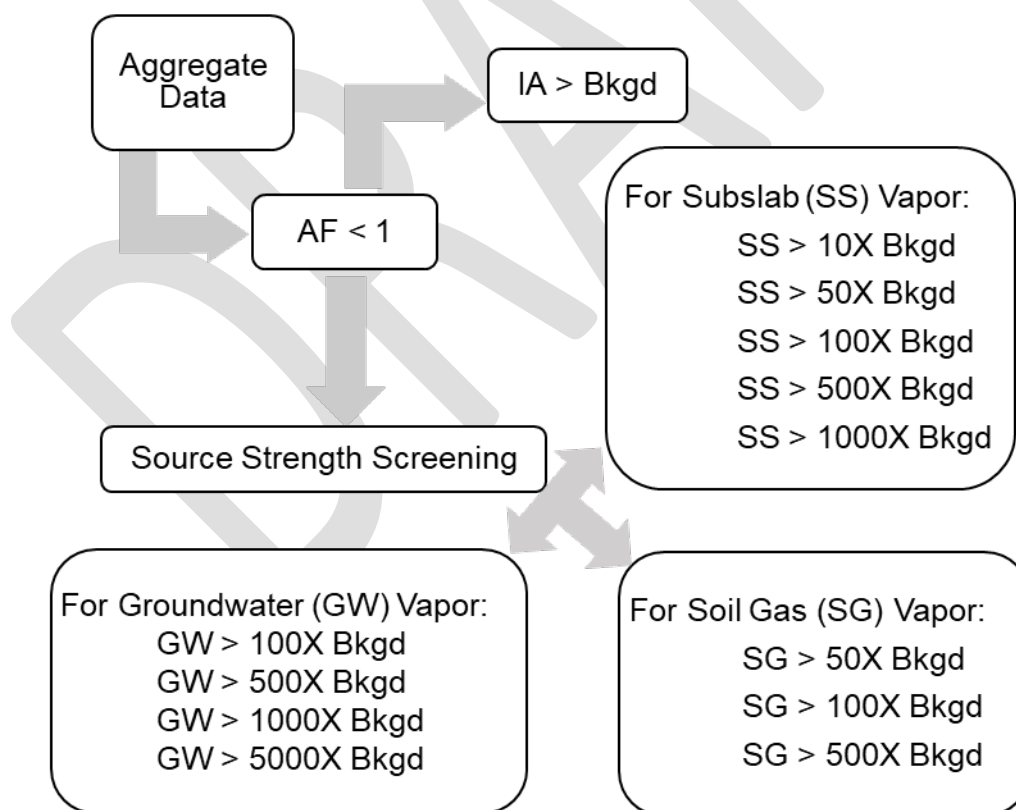 Aggregate
Data
IA > Bkgd
AF < 1
Source Strength Screening
For Subslab (SS) Vapor:
SS > 10X Bkgd
SS > 50X Bkgd
SS > 100X Bkgd
SS > 500X Bkgd
SS > 1000X Bkgd
For Groundwater (GW) Vapor:
GW > 100X Bkgd
GW > 500X Bkgd
GW > 1000X Bkgd
GW > 5000X Bkgd
For Soil Gas (SG) Vapor:
SG > 50X Bkgd
SG > 100X Bkgd
SG > 500X Bkgd